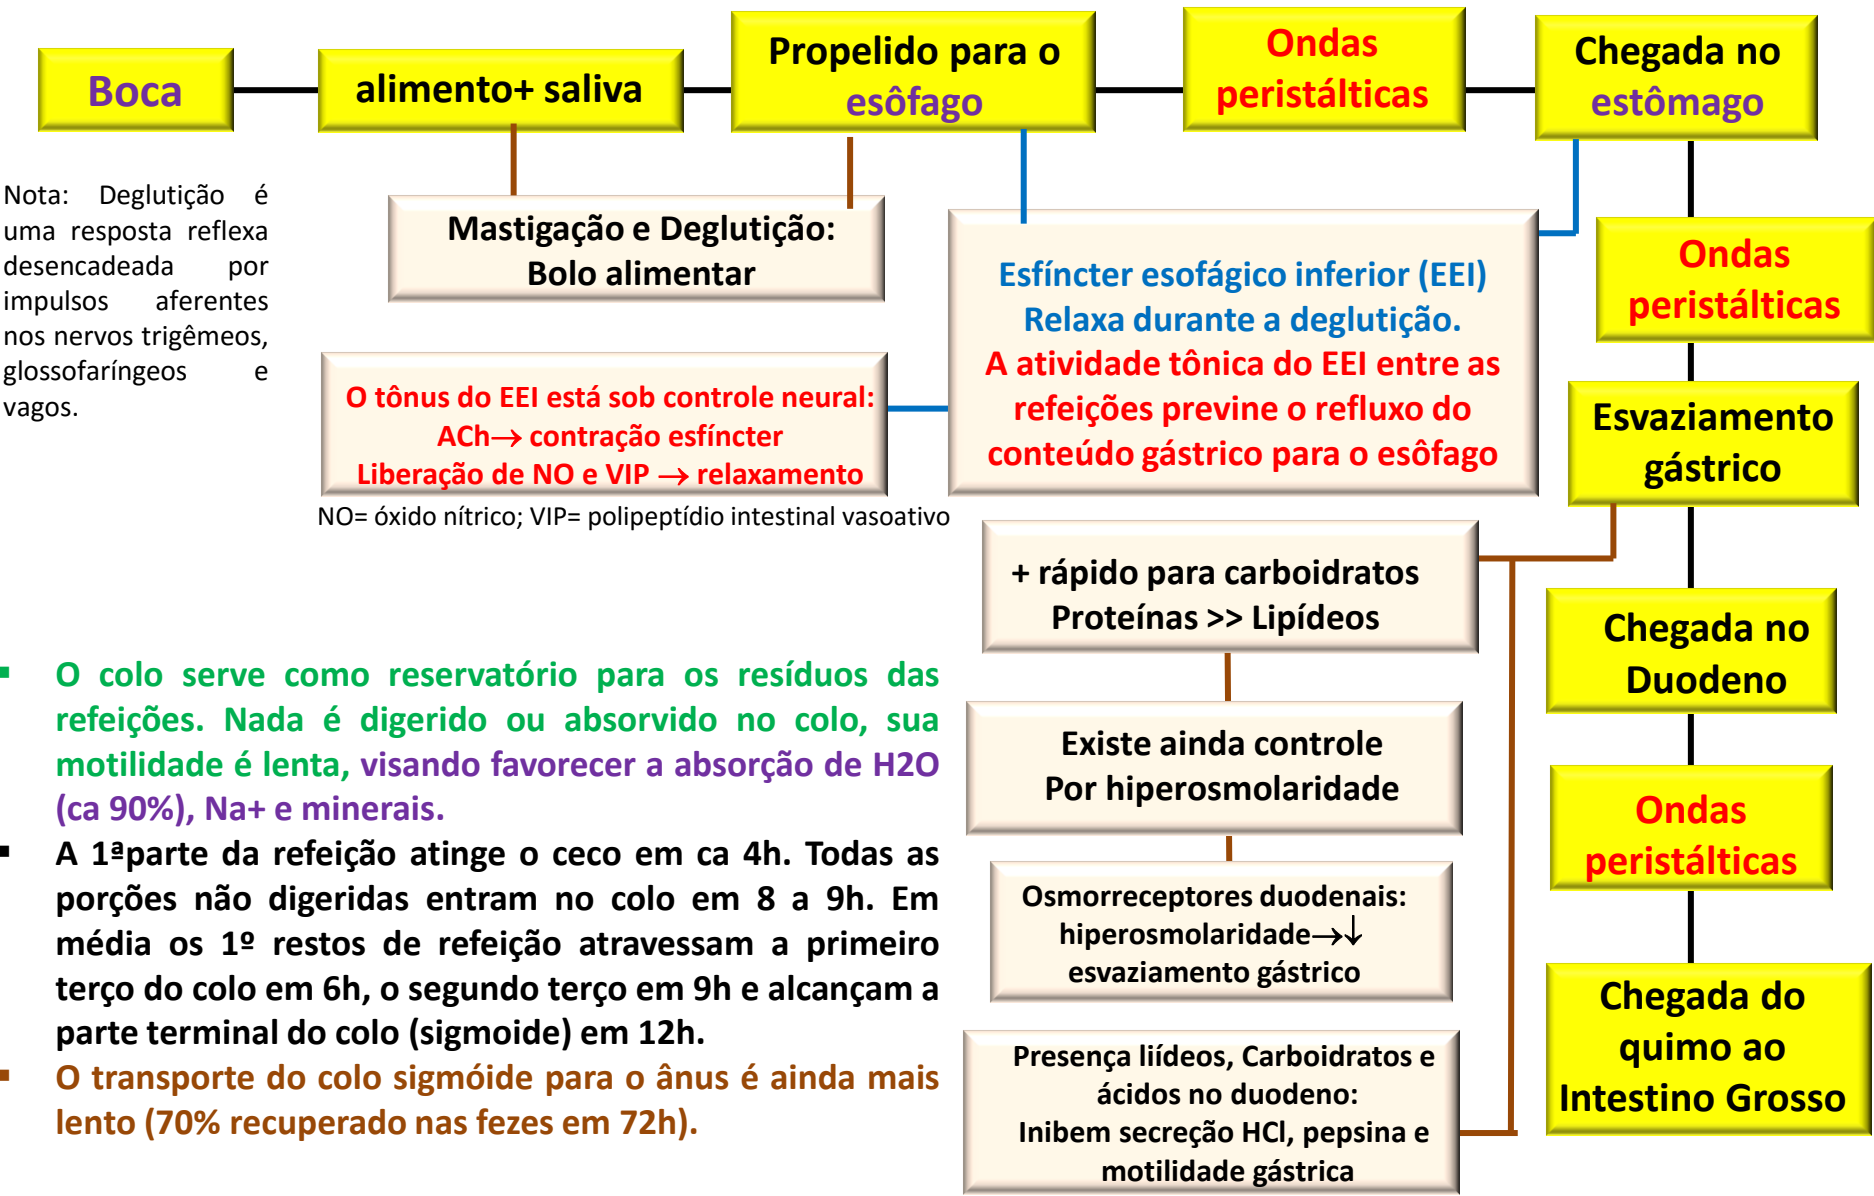 Boca
alimento+ saliva
Propelido para o
esôfago
Ondas
peristálticas
Chegada no
estômago
Nota: Deglutição é
uma resposta reflexa
desencadeada por
impulsos aferentes
nos nervos trigêmeos,
glossofaríngeos e
vagos.
Mastigação e Deglutição:
Bolo alimentar
Esfíncter esofágico inferior (EEI)
Relaxa durante a deglutição.
A atividade tônica do EEI entre as
refeições previne o refluxo do
conteúdo gástrico para o esôfago
O tônus do EEI está sob controle neural:
ACh→ contração esfíncter
Liberação de NO e VIP → relaxamento
NO= óxido nítrico; VIP= polipeptídio intestinal vasoativo
Ondas
peristálticas
Esvaziamento
gástrico
+ rápido para carboidratos
Proteínas >> Lipídeos
Chegada no
Duodeno
Existe ainda controle
Por hiperosmolaridade
Ondas
peristálticas
Osmorreceptores duodenais:
hiperosmolaridade→↓
esvaziamento gástrico
Chegada do
quimo ao
Intestino Grosso
Presença liídeos, Carboidratos e
ácidos no duodeno:
Inibem secreção HCl, pepsina e
motilidade gástrica
▪ O colo serve como reservatório para os resíduos das
refeições. Nada é digerido ou absorvido no colo, sua
motilidade é lenta, visando favorecer a absorção de H2O
(ca 90%), Na+ e minerais.
▪ A 1ªparte da refeição atinge o ceco em ca 4h. Todas as
porções não digeridas entram no colo em 8 a 9h. Em
média os 1º restos de refeição atravessam a primeiro
terço do colo em 6h, o segundo terço em 9h e alcançam a
parte terminal do colo (sigmoide) em 12h.
▪ O transporte do colo sigmóide para o ânus é ainda mais
lento (70% recuperado nas fezes em 72h).